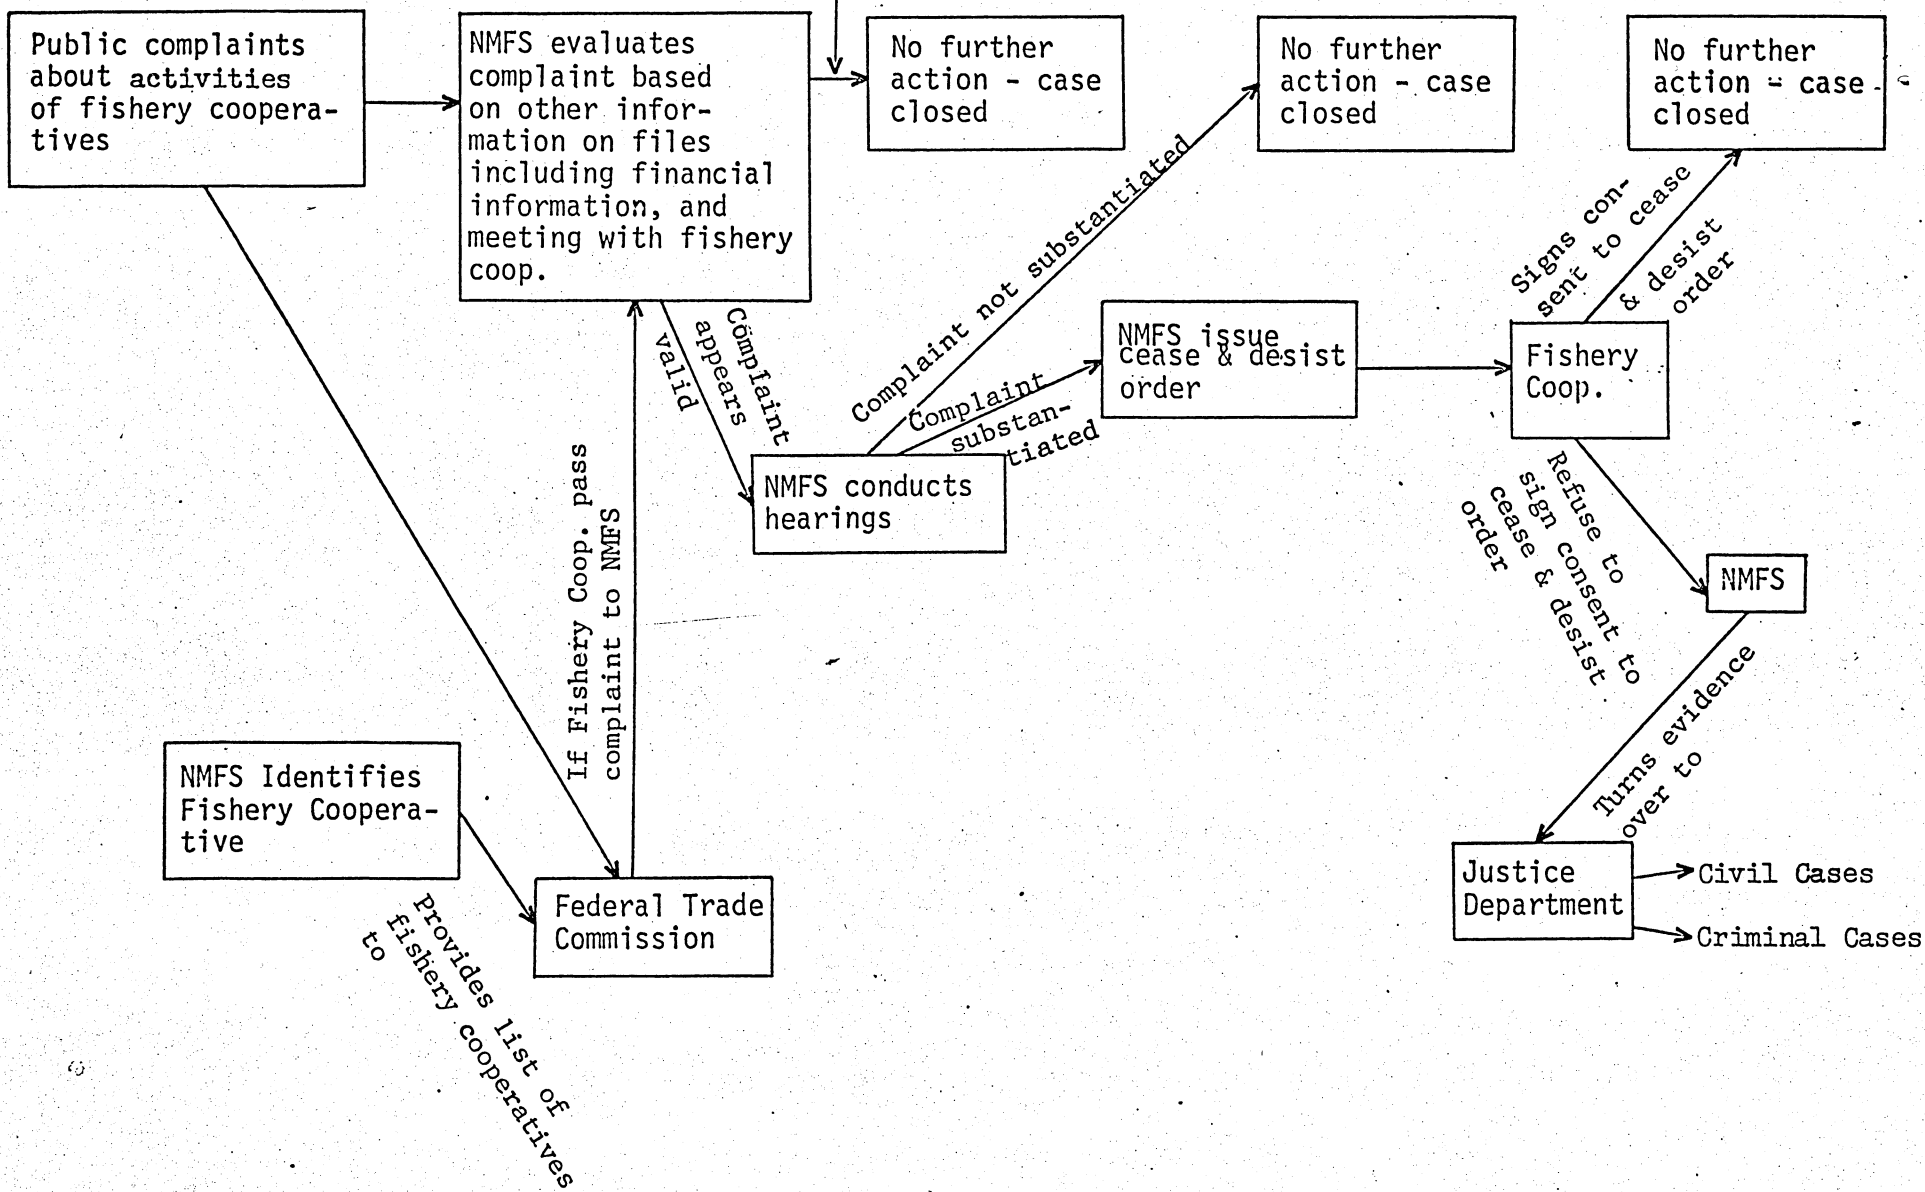 Public complaints
about activities
of fishery coopera-
tives
NMFS evaluates
complaint based
on other infor-
mation on files
including financial
information, and
meeting with fishery
coop.
No further
action - case
closed
No further
action - case
closed
No further
action - case
closed
Complaint
appears
valid
Complaint not substantiated
Complaint
substan-
tiated
NMFS issue
cease & desist
order
Signs con-
sent to cease
& desist
order
Fishery
Coop.
NMFS conducts
hearings
If Fishery Coop. pass
complaint to NMFS
Refuse to
sign consent to
cease & desist
order
NMFS
Turns evidence
over to
NMFS Identifies
Fishery Coopera-
tive
Provides list of
fishery cooperatives
to
Federal Trade
Commission
Justice
Department
Civil Cases
Criminal Cases